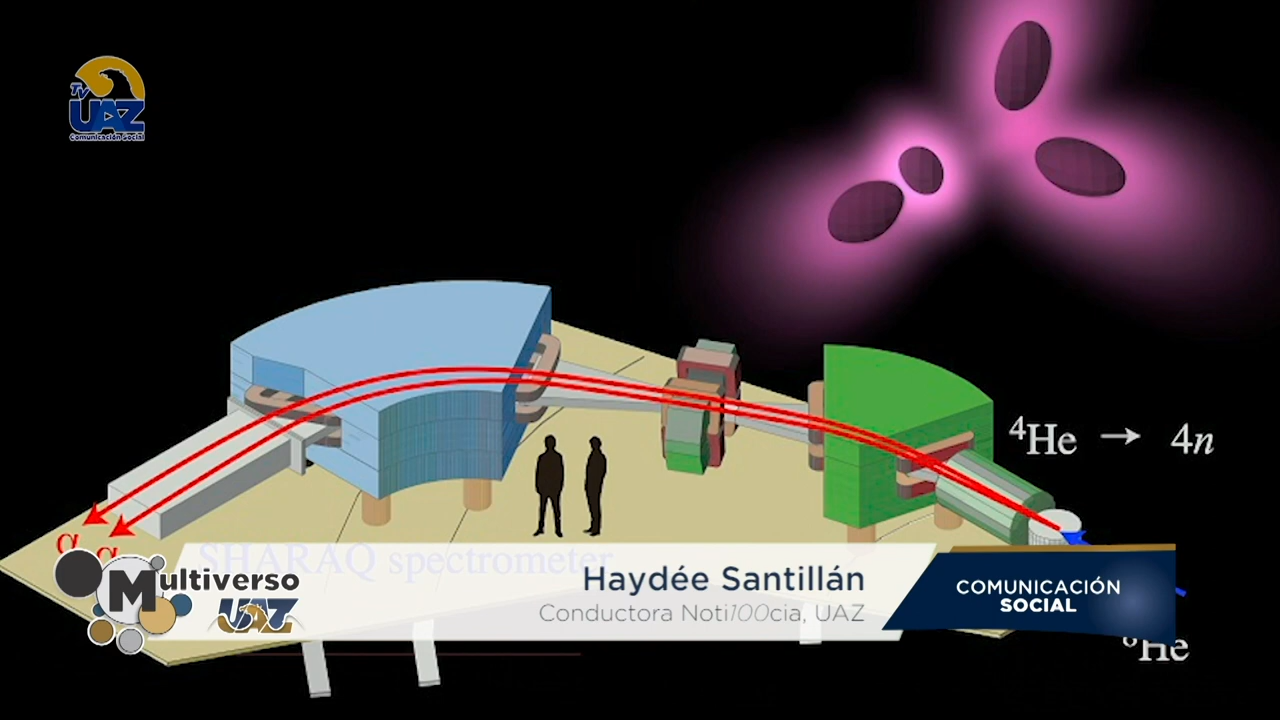 TV
UAZ
Comunicación Social
⁴He → 4n
α α
SHARAQ spectrometer
Multiverso
UAZ
Haydée Santillán
Conductora Noti100cia, UAZ
COMUNICACIÓN
SOCIAL
⁸He